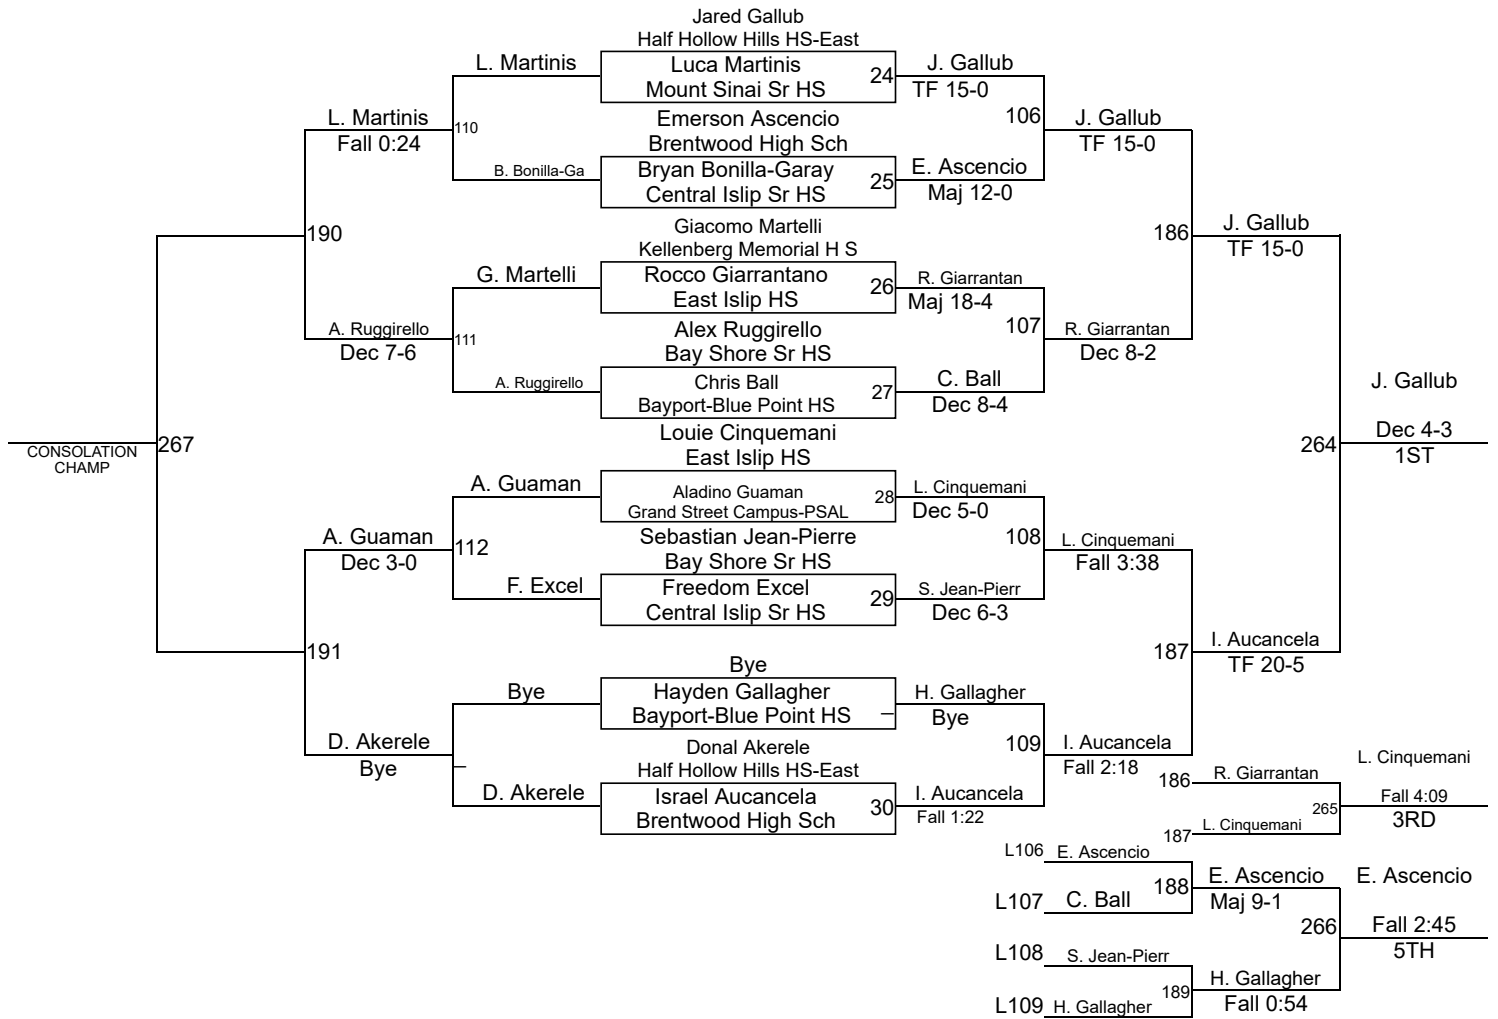 Jared Gallub
Half Hollow Hills HS-East
L. Martinis
Luca Martinis
Mount Sinai Sr HS
24
J. Gallub
TF 15-0
L. Martinis
Fall 0:24
110
Emerson Ascencio
Brentwood High Sch
106
J. Gallub
TF 15-0
B. Bonilla-Ga
Bryan Bonilla-Garay
Central Islip Sr HS
25
E. Ascencio
Maj 12-0
190
Giacomo Martelli
Kellenberg Memorial H S
186
J. Gallub
TF 15-0
G. Martelli
Rocco Giarrantano
East Islip HS
26
R. Giarrantan
Maj 18-4
A. Ruggirello
Dec 7-6
111
Alex Ruggirello
Bay Shore Sr HS
107
R. Giarrantan
Dec 8-2
A. Ruggirello
Chris Ball
Bayport-Blue Point HS
27
C. Ball
Dec 8-4
J. Gallub
CONSOLATION
CHAMP
267
Louie Cinquemani
East Islip HS
264
Dec 4-3
1ST
A. Guaman
Aladino Guaman
Grand Street Campus-PSAL
28
L. Cinquemani
Dec 5-0
A. Guaman
Dec 3-0
112
Sebastian Jean-Pierre
Bay Shore Sr HS
108
L. Cinquemani
Fall 3:38
F. Excel
Freedom Excel
Central Islip Sr HS
29
S. Jean-Pierr
Dec 6-3
191
Bye
187
I. Aucancela
TF 20-5
Bye
Hayden Gallagher
Bayport-Blue Point HS
_
H. Gallagher
Bye
D. Akerele
Bye
_
Donal Akerele
Half Hollow Hills HS-East
109
I. Aucancela
Fall 2:18
D. Akerele
Israel Aucancela
Brentwood High Sch
30
I. Aucancela
Fall 1:22
186
R. Giarrantan
L. Cinquemani
265
Fall 4:09
3RD
187
L. Cinquemani
L106
E. Ascencio
188
E. Ascencio
Maj 9-1
E. Ascencio
L107
C. Ball
266
Fall 2:45
5TH
L108
S. Jean-Pierr
189
H. Gallagher
Fall 0:54
L109
H. Gallagher